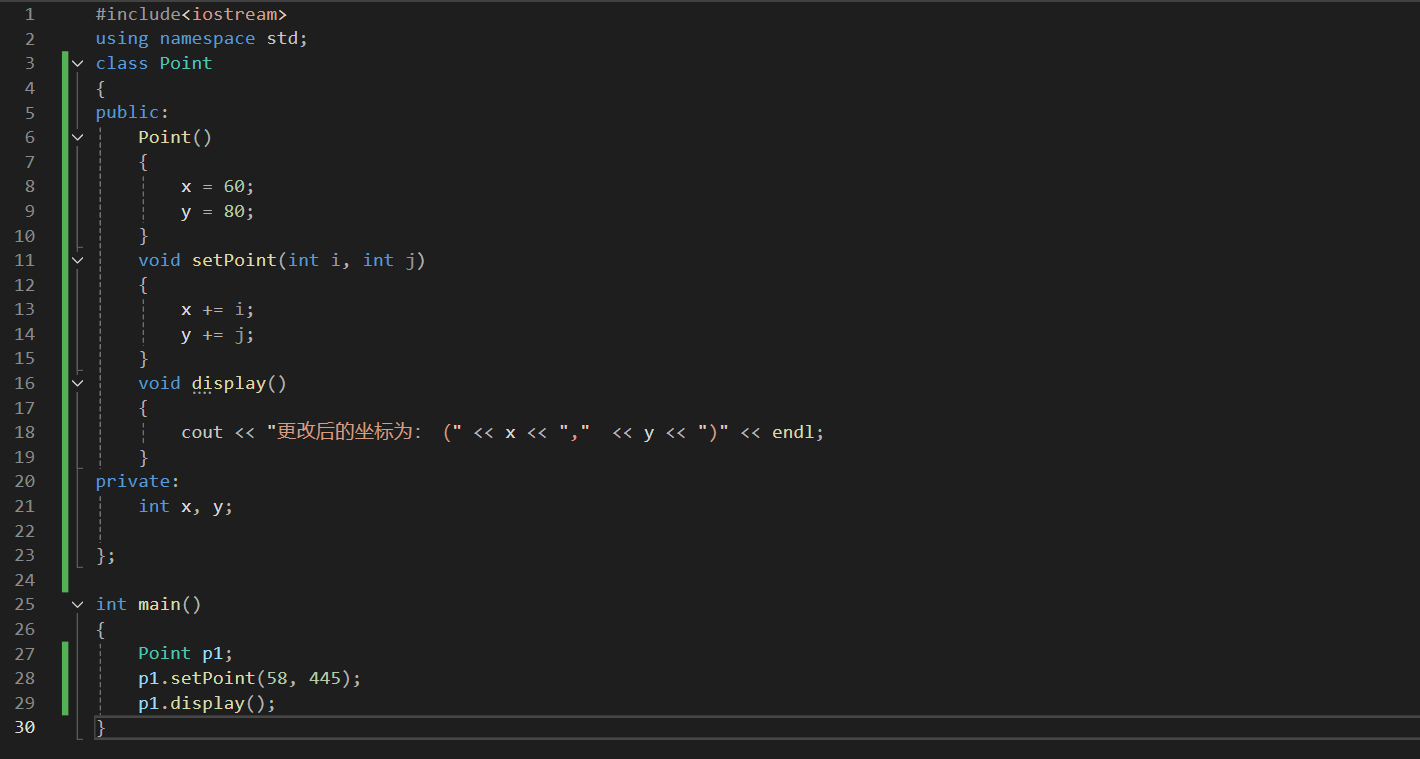 1 #include<iostream>
2 using namespace std;
3 class Point
4 {
5 public:
6     Point()
7     {
8         x = 60;
9         y = 80;
10     }
11     void setPoint(int i, int j)
12     {
13         x += i;
14         y += j;
15     }
16     void display()
17     {
18         cout << "更改后的坐标为： (" << x << ","  << y << ")" << endl;
19     }
20 private:
21     int x, y;
22
23 };
24
25 int main()
26 {
27     Point p1;
28     p1.setPoint(58, 445);
29     p1.display();
30 }